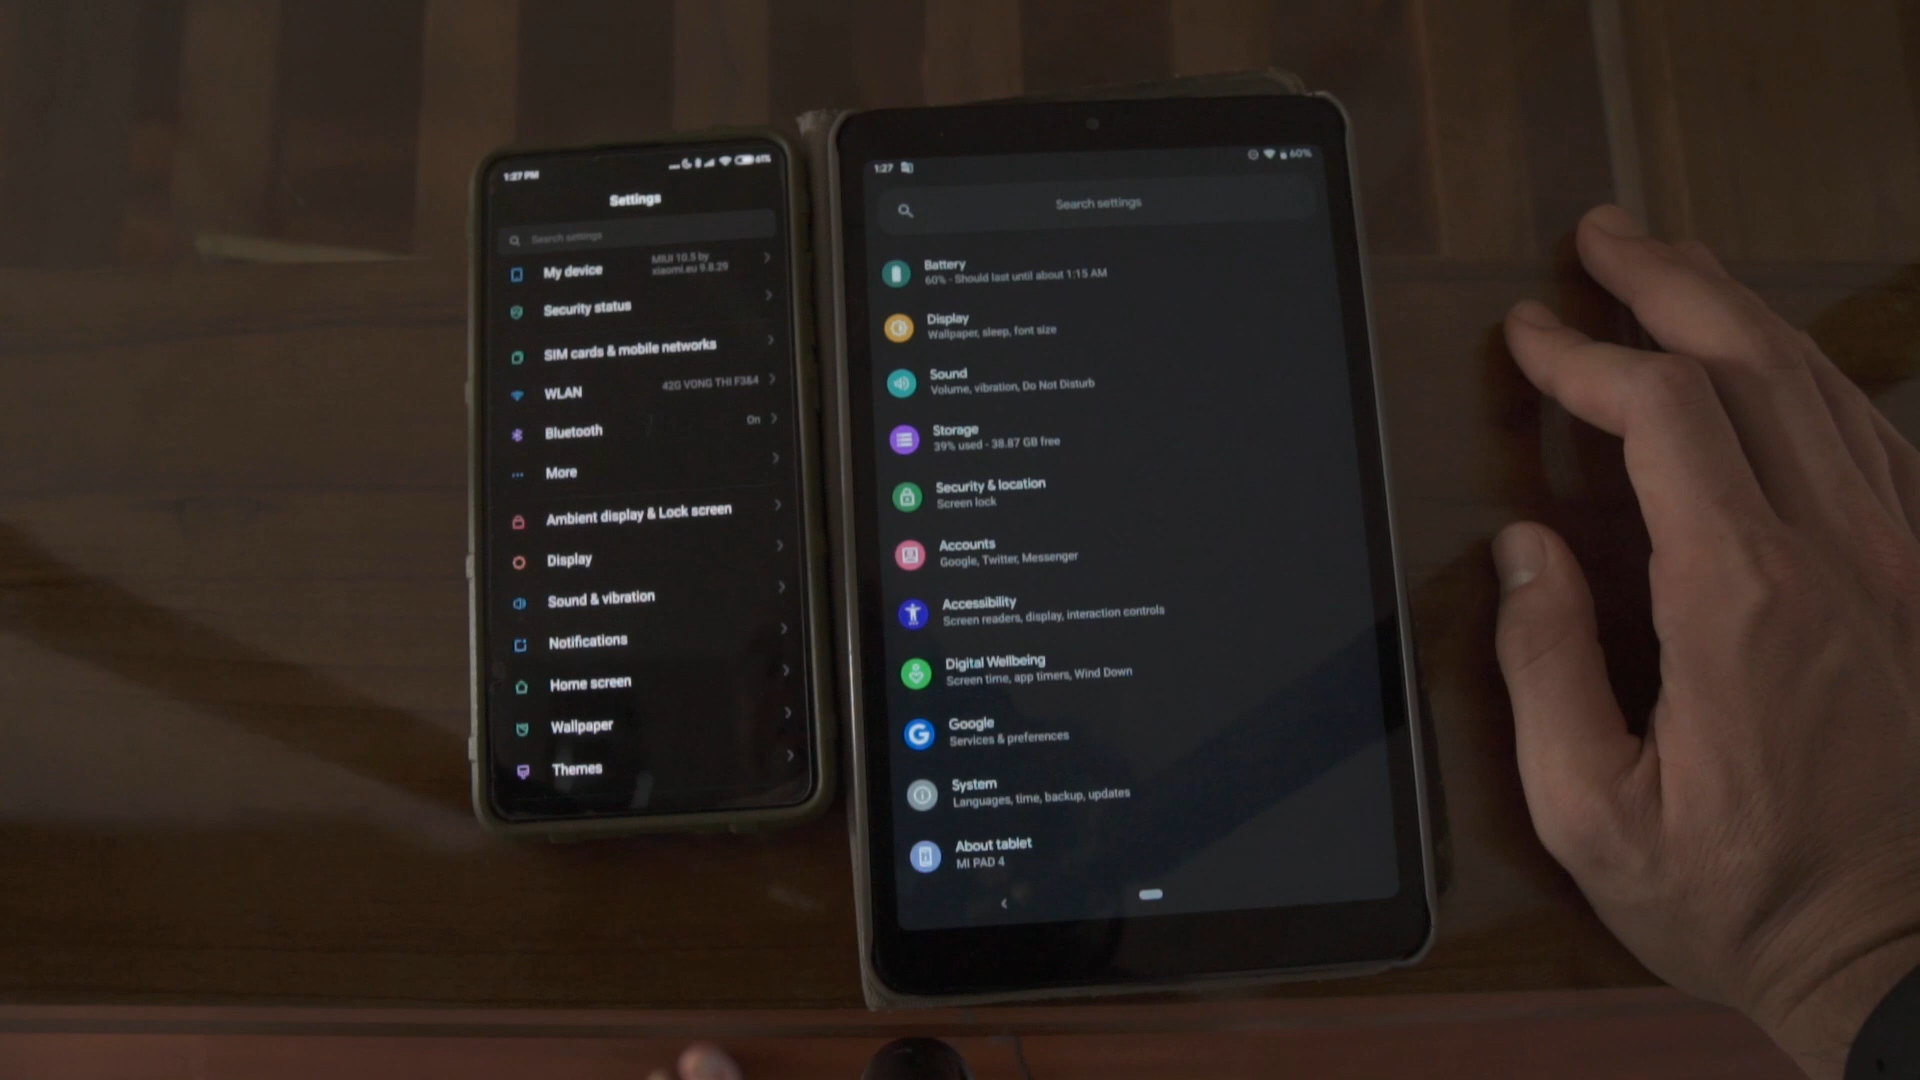 1:27 PM
61%
Settings
Search settings
My device
MIUI 10.5 by
xiaomi.eu 9.8.29
Security status
SIM cards & mobile networks
WLAN
42G VONG THI F3&4
Bluetooth
On
More
Ambient display & Lock screen
Display
Sound & vibration
Notifications
Home screen
Wallpaper
Themes
1:27
60%
Search settings
Battery
60% - Should last until about 1:15 AM
Display
Wallpaper, sleep, font size
Sound
Volume, vibration, Do Not Disturb
Storage
39% used - 38.87 GB free
Security & location
Screen lock
Accounts
Google, Twitter, Messenger
Accessibility
Screen readers, display, interaction controls
Digital Wellbeing
Screen time, app timers, Wind Down
Google
Services & preferences
System
Languages, time, backup, updates
About tablet
MI PAD 4